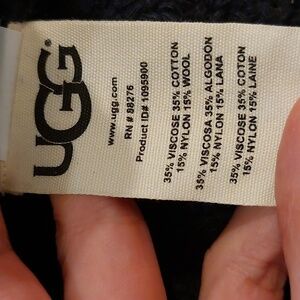 UGG
www.ugg.com
RN # 88276
Product ID# 1095900
35% VISCOSE 35% COTTON
15% NYLON 15% WOOL
35% VISCOSA 35% ALGODON
15% NYLON 15% LANA
35% VISCOSE 35% COTON
15% NYLON 15% LAINE